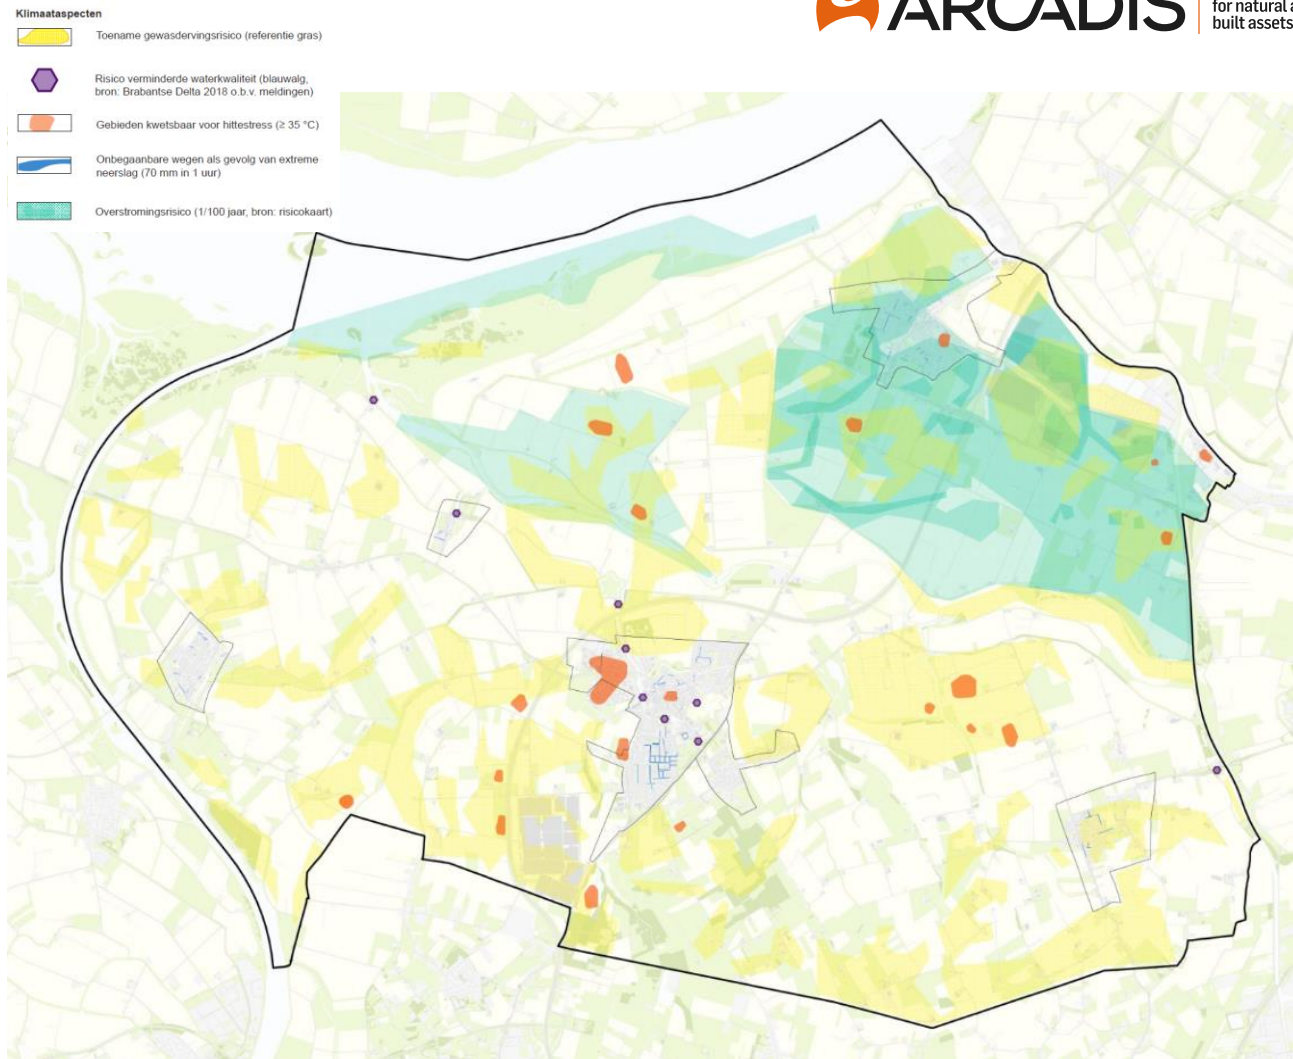 Klimaataspecten
Toename gewasdervingsrisico (referentie gras)
Risico verminderde waterkwaliteit (blauwalg,
bron: Brabantse Delta 2018 o.b.v. meldingen)
Gebieden kwetsbaar voor hittestress (≥ 35 °C)
Onbegaanbare wegen als gevolg van extreme
neerslag (70 mm in 1 uur)
Overstromingsrisico (1/100 jaar, bron: risicokaart)
ARCADIS
for natural a
built assets